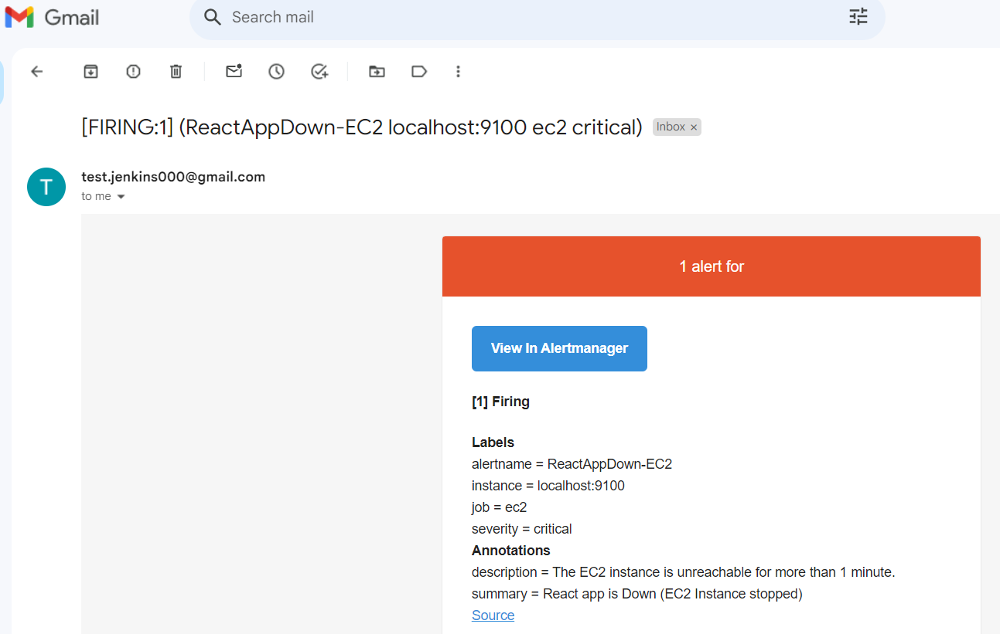 Gmail
Search mail
[FIRING:1] (ReactAppDown-EC2 localhost:9100 ec2 critical) Inbox ×
T
test.jenkins000@gmail.com
to me
1 alert for
View In Alertmanager
[1] Firing
Labels
alertname = ReactAppDown-EC2
instance = localhost:9100
job = ec2
severity = critical
Annotations
description = The EC2 instance is unreachable for more than 1 minute.
summary = React app is Down (EC2 Instance stopped)
Source